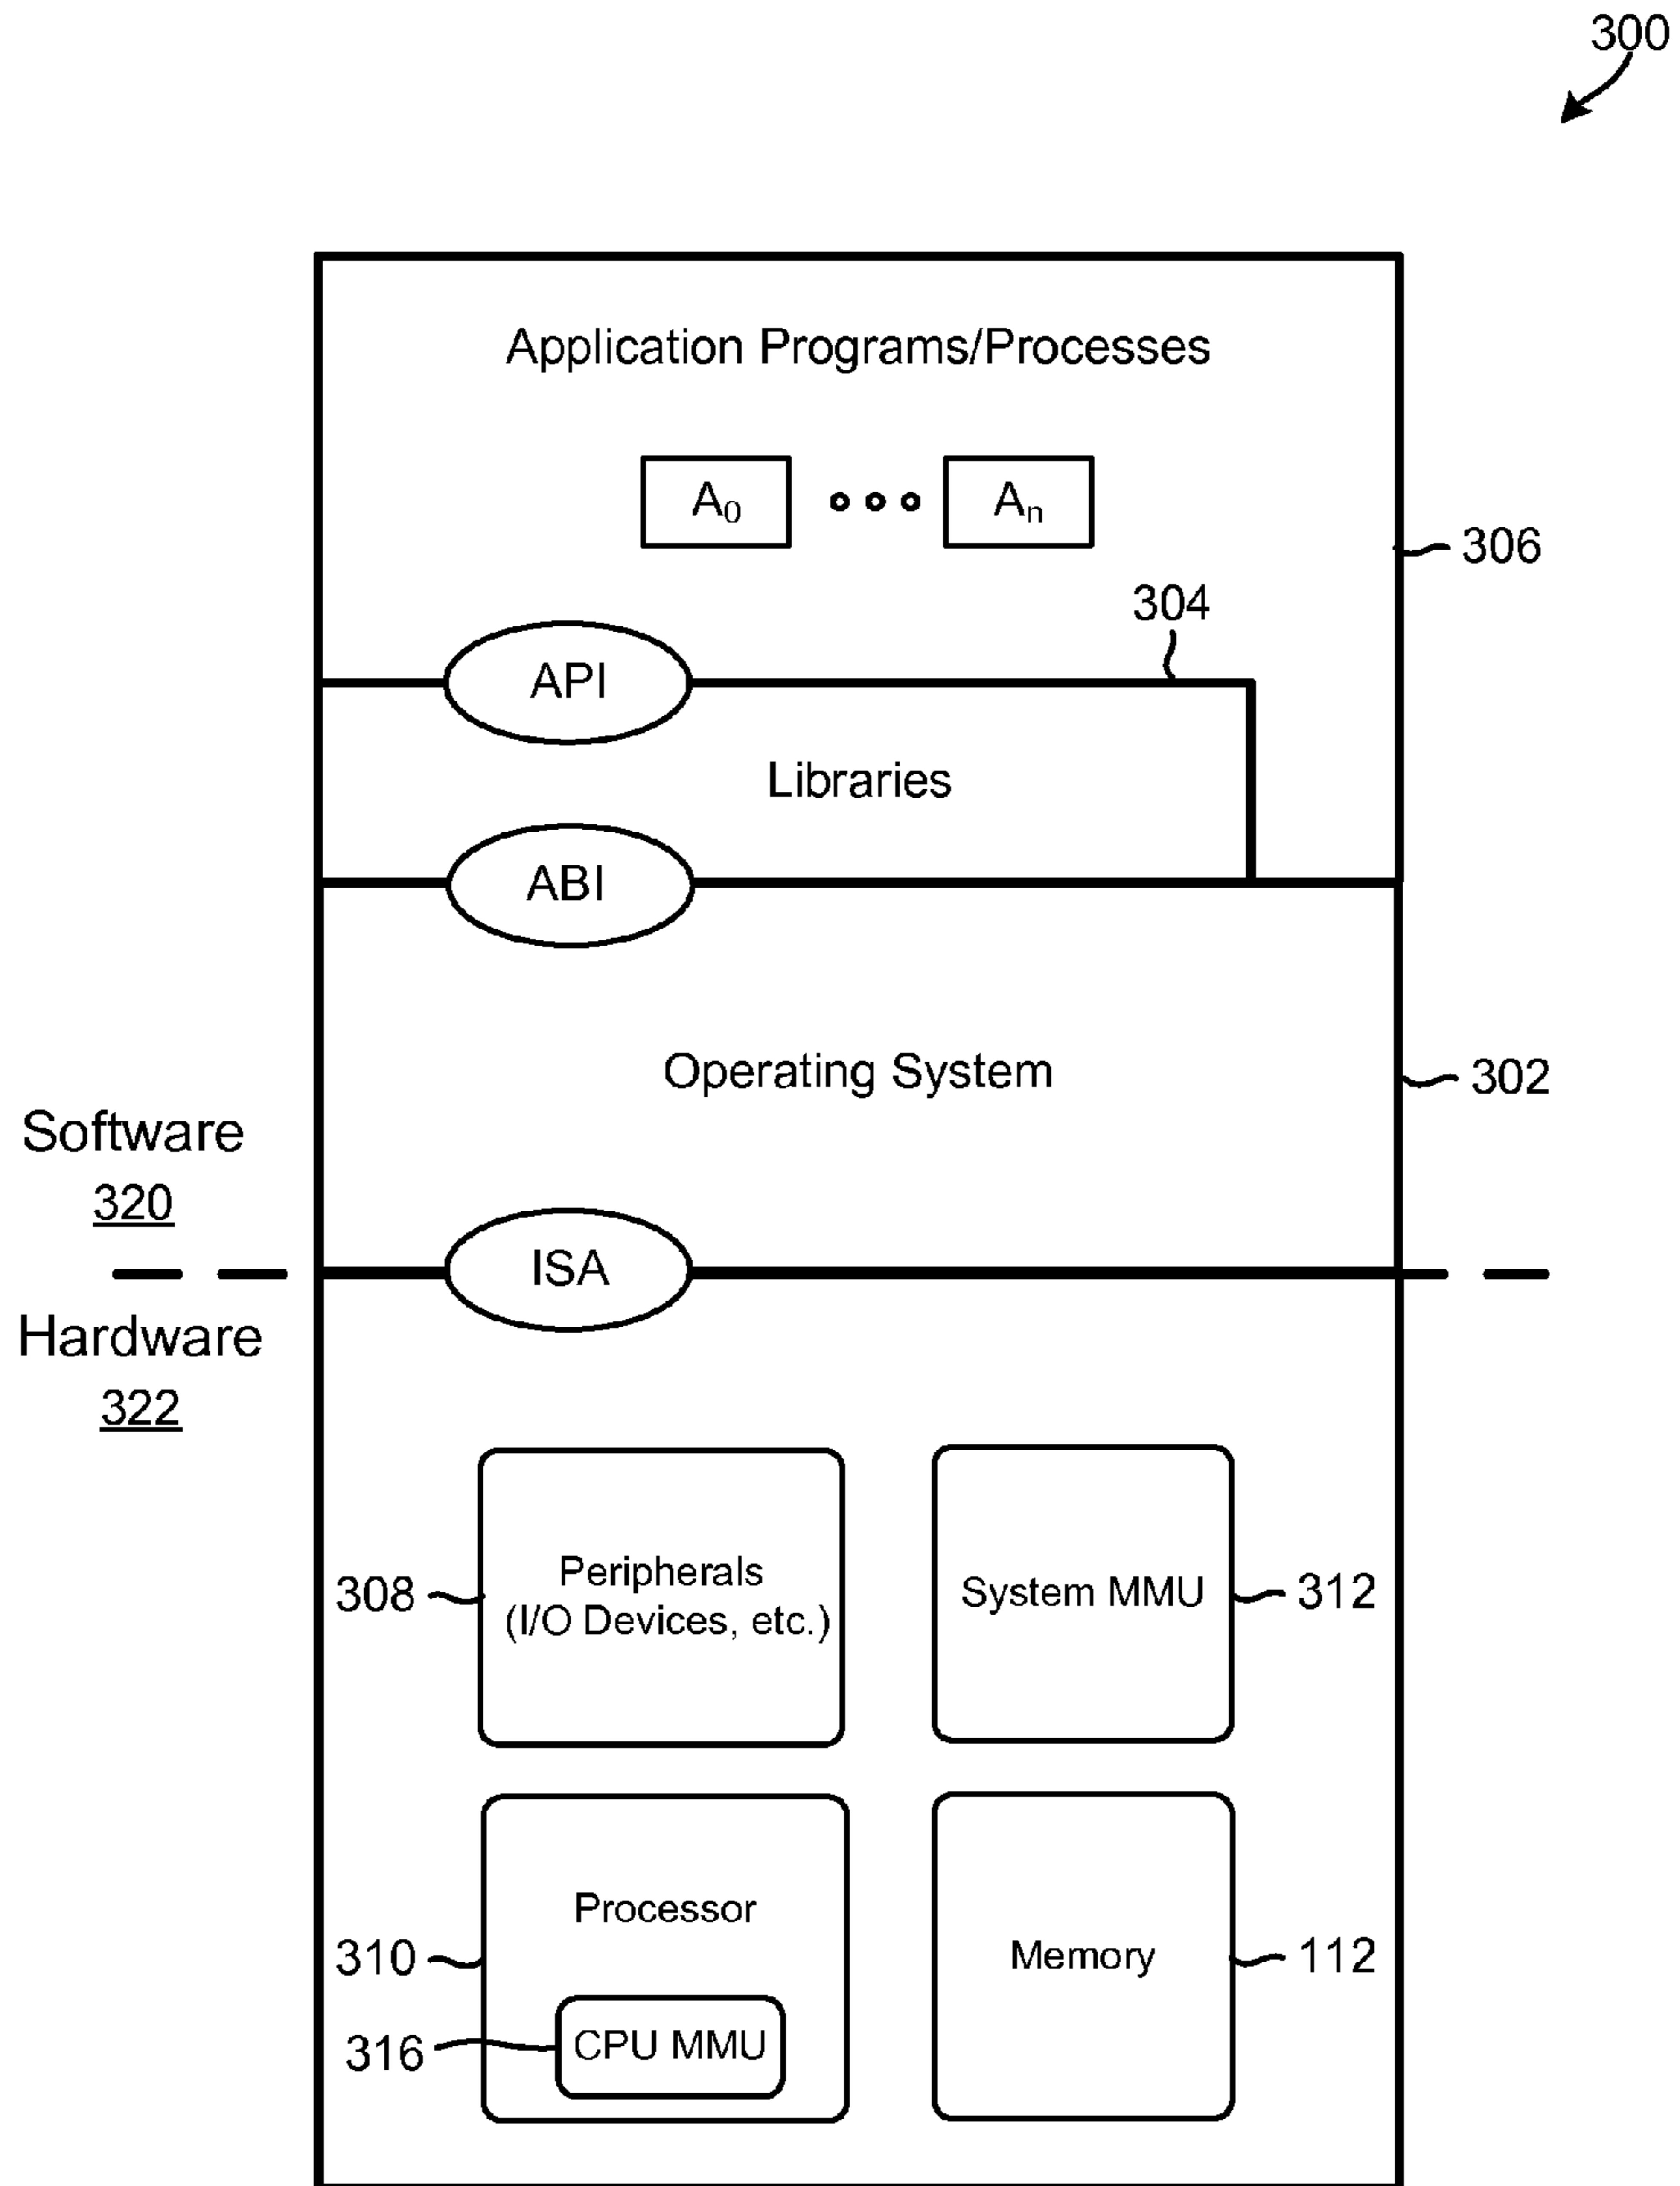 300
Application Programs/Processes
A0
An
306
304
API
Libraries
ABI
Operating System
302
Software
320
ISA
Hardware
322
Peripherals
(I/O Devices, etc.)
308
System MMU
312
Processor
310
Memory
112
CPU MMU
316